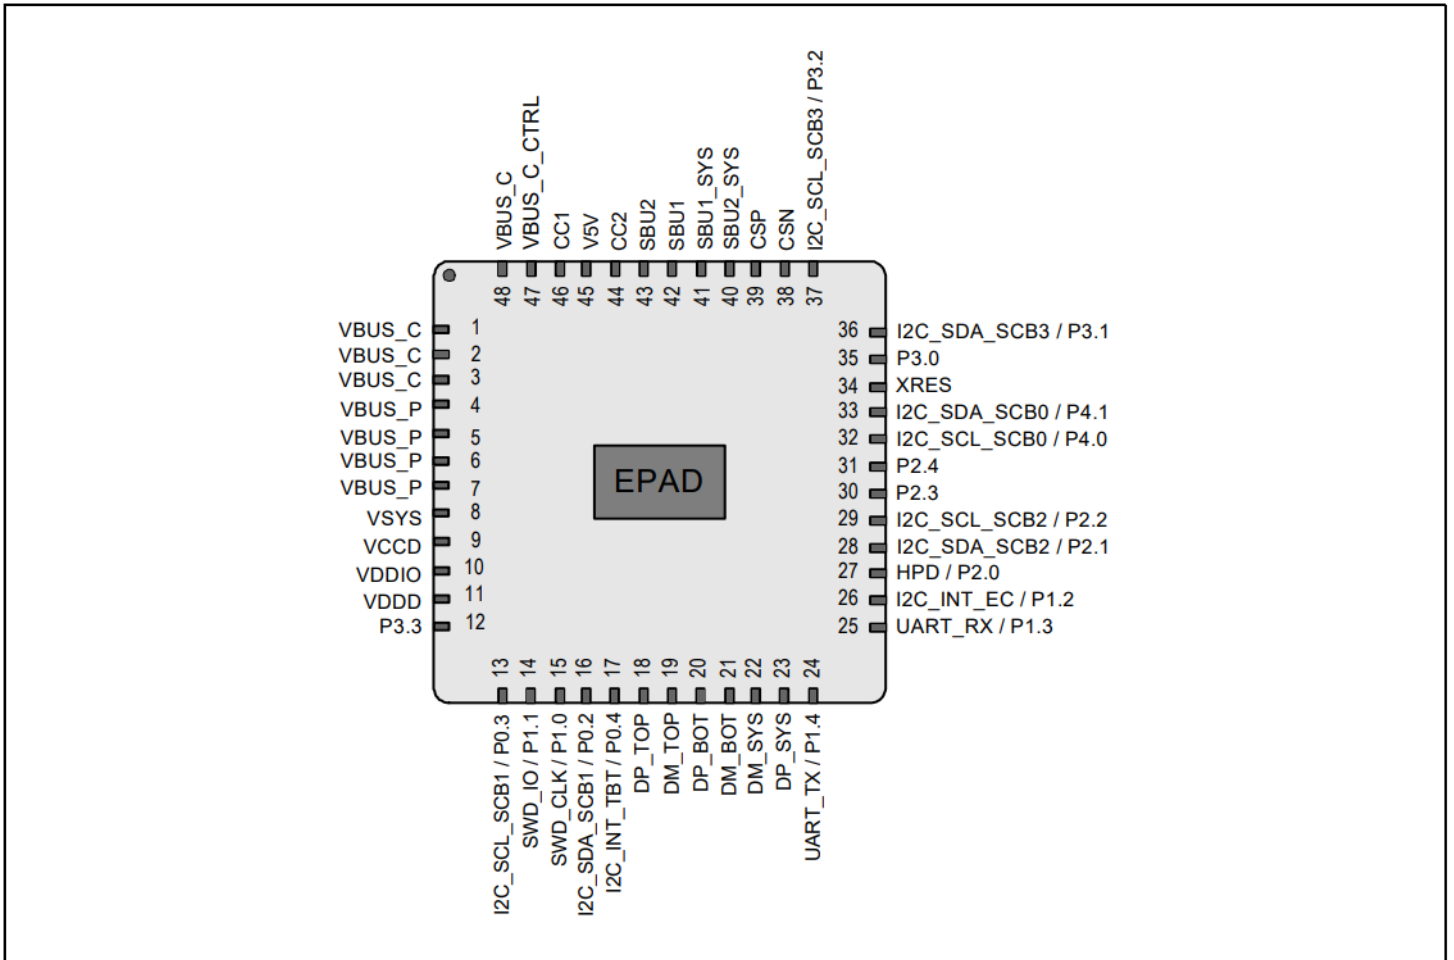 VBUS_C
VBUS_C_CTRL
CC1
V5V
CC2
SBU2
SBU1
SBU1_SYS
SBU2_SYS
CSP
CSN
I2C_SCL_SCB3 / P3.2
48
47
46
45
44
43
42
41
40
39
38
37
VBUS_C 1
VBUS_C 2
VBUS_C 3
VBUS_P 4
VBUS_P 5
VBUS_P 6
VBUS_P 7
VSYS 8
VCCD 9
VDDIO 10
VDDD 11
P3.3 12
EPAD
36 I2C_SDA_SCB3 / P3.1
35 P3.0
34 XRES
33 I2C_SDA_SCB0 / P4.1
32 I2C_SCL_SCB0 / P4.0
31 P2.4
30 P2.3
29 I2C_SCL_SCB2 / P2.2
28 I2C_SDA_SCB2 / P2.1
27 HPD / P2.0
26 I2C_INT_EC / P1.2
25 UART_RX / P1.3
13
14
15
16
17
18
19
20
21
22
23
24
I2C_SCL_SCB1 / P0.3
SWD_IO / P1.1
SWD_CLK / P1.0
I2C_SDA_SCB1 / P0.2
I2C_INT_TBT / P0.4
DP_TOP
DM_TOP
DP_BOT
DM_BOT
DM_SYS
DP_SYS
UART_TX / P1.4